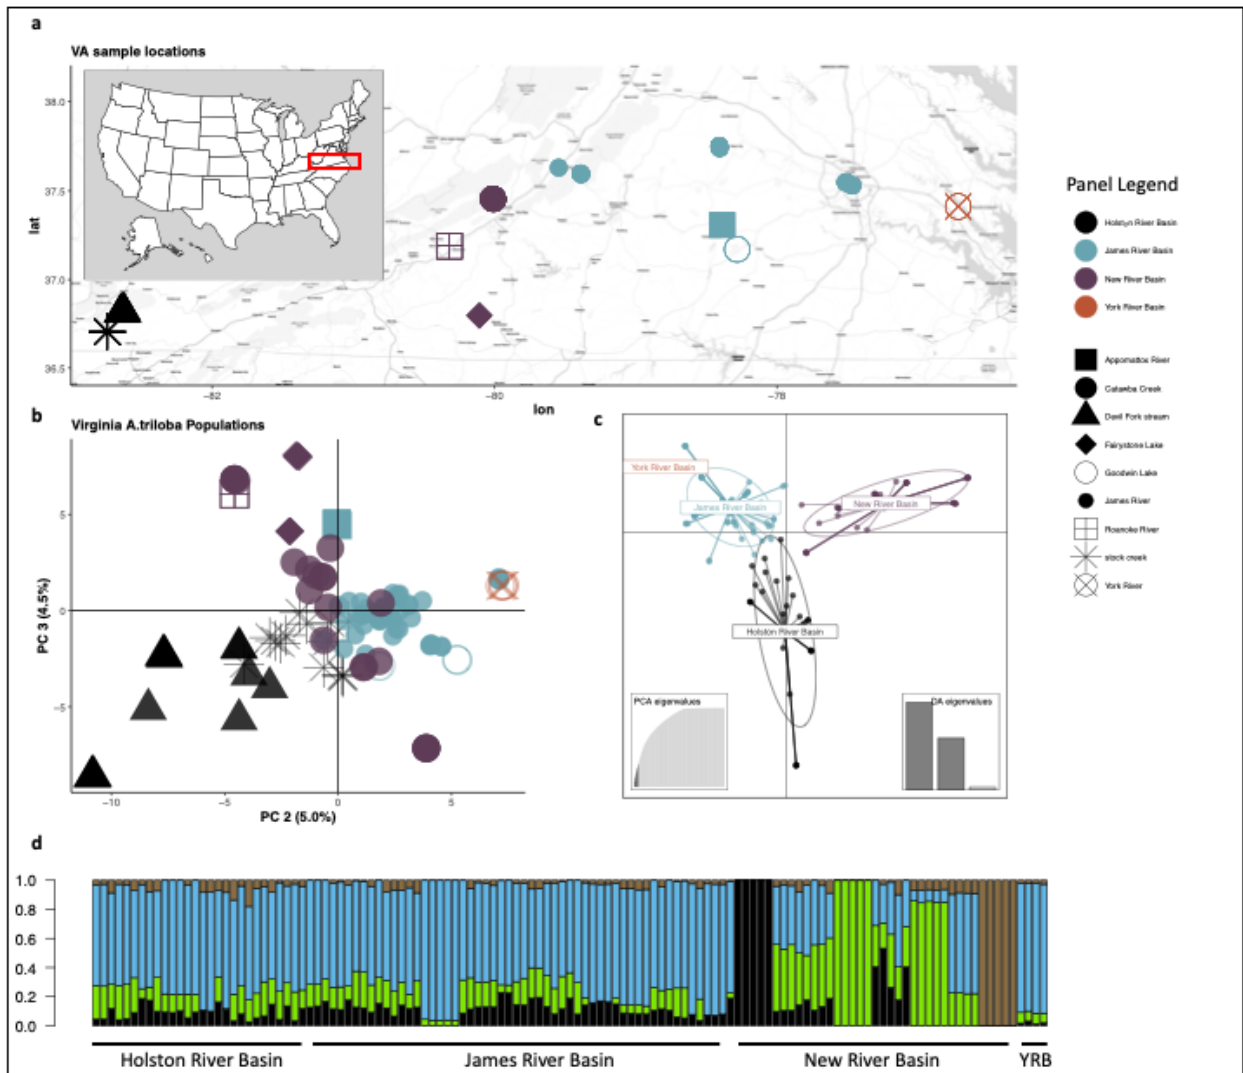 a
VA sample locations
38.0
37.5
lat
37.0
36.5
-82
-80
-78
lon
Panel Legend
Holstyn River Basin
James River Basin
New River Basin
York River Basin
Appomattox River
Catawba Creek
Devil Fork stream
Fairystone Lake
Goodwin Lake
James River
Roanoke River
stock creek
York River
b
Virginia A.triloba Populations
5
0
-5
PC 3 (4.5%)
-10
-5
0
5
PC 2 (5.0%)
c
York River Basin
James River Basin
New River Basin
Holston River Basin
PCA eigenvalues
DA eigenvalues
d
1.0
0.8
0.6
0.4
0.2
0.0
Holston River Basin
James River Basin
New River Basin
YRB